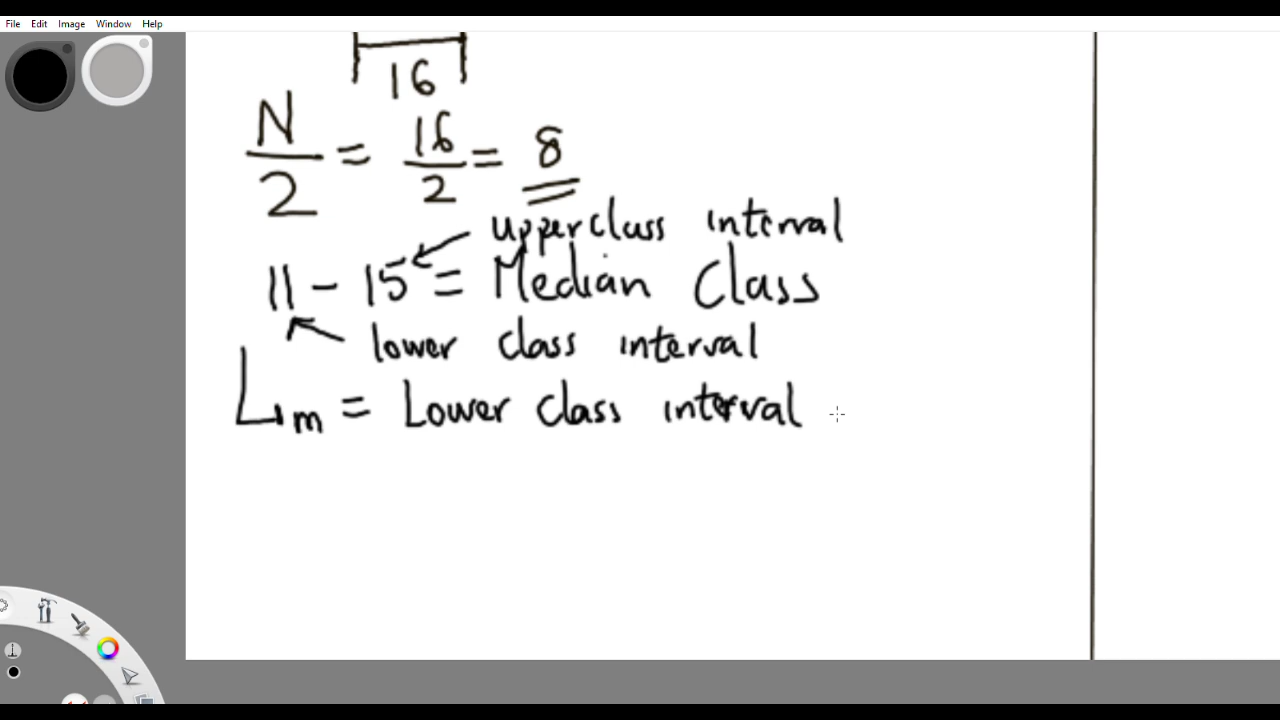 File Edit Image Window Help
16
N/2 = 16/2 = 8
upperclass interval
11 - 15 = Median Class
lower class interval
Lm = Lower class interval